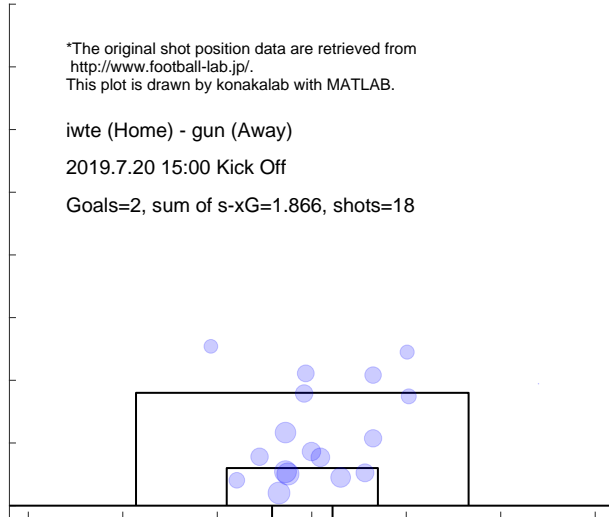 *The original shot position data are retrieved from
http://www.football-lab.jp/.
This plot is drawn by konakalab with MATLAB.
iwte (Home) - gun (Away)
2019.7.20 15:00 Kick Off
Goals=2, sum of s-xG=1.866, shots=18